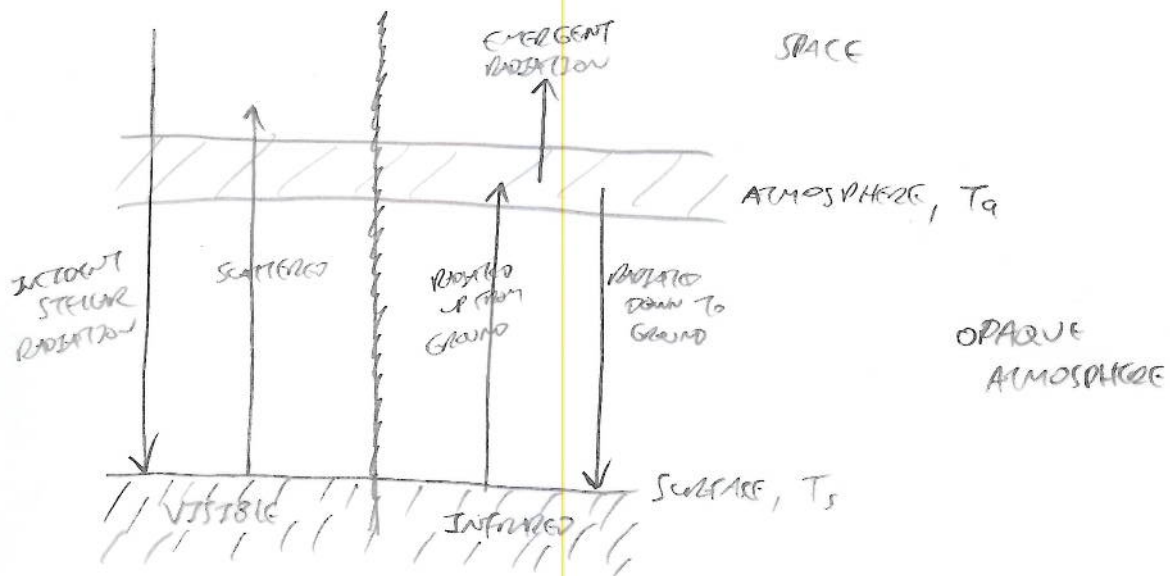 EMERGENT
RADIATION
SPACE
ATMOSPHERE, Ta
INCIDENT
STELLAR
RADIATION
SCATTERED
RADIATED
UP FROM
GROUND
RADIATED
DOWN TO
GROUND
OPAQUE
ATMOSPHERE
SURFACE, Ts
VISIBLE
INFRARED